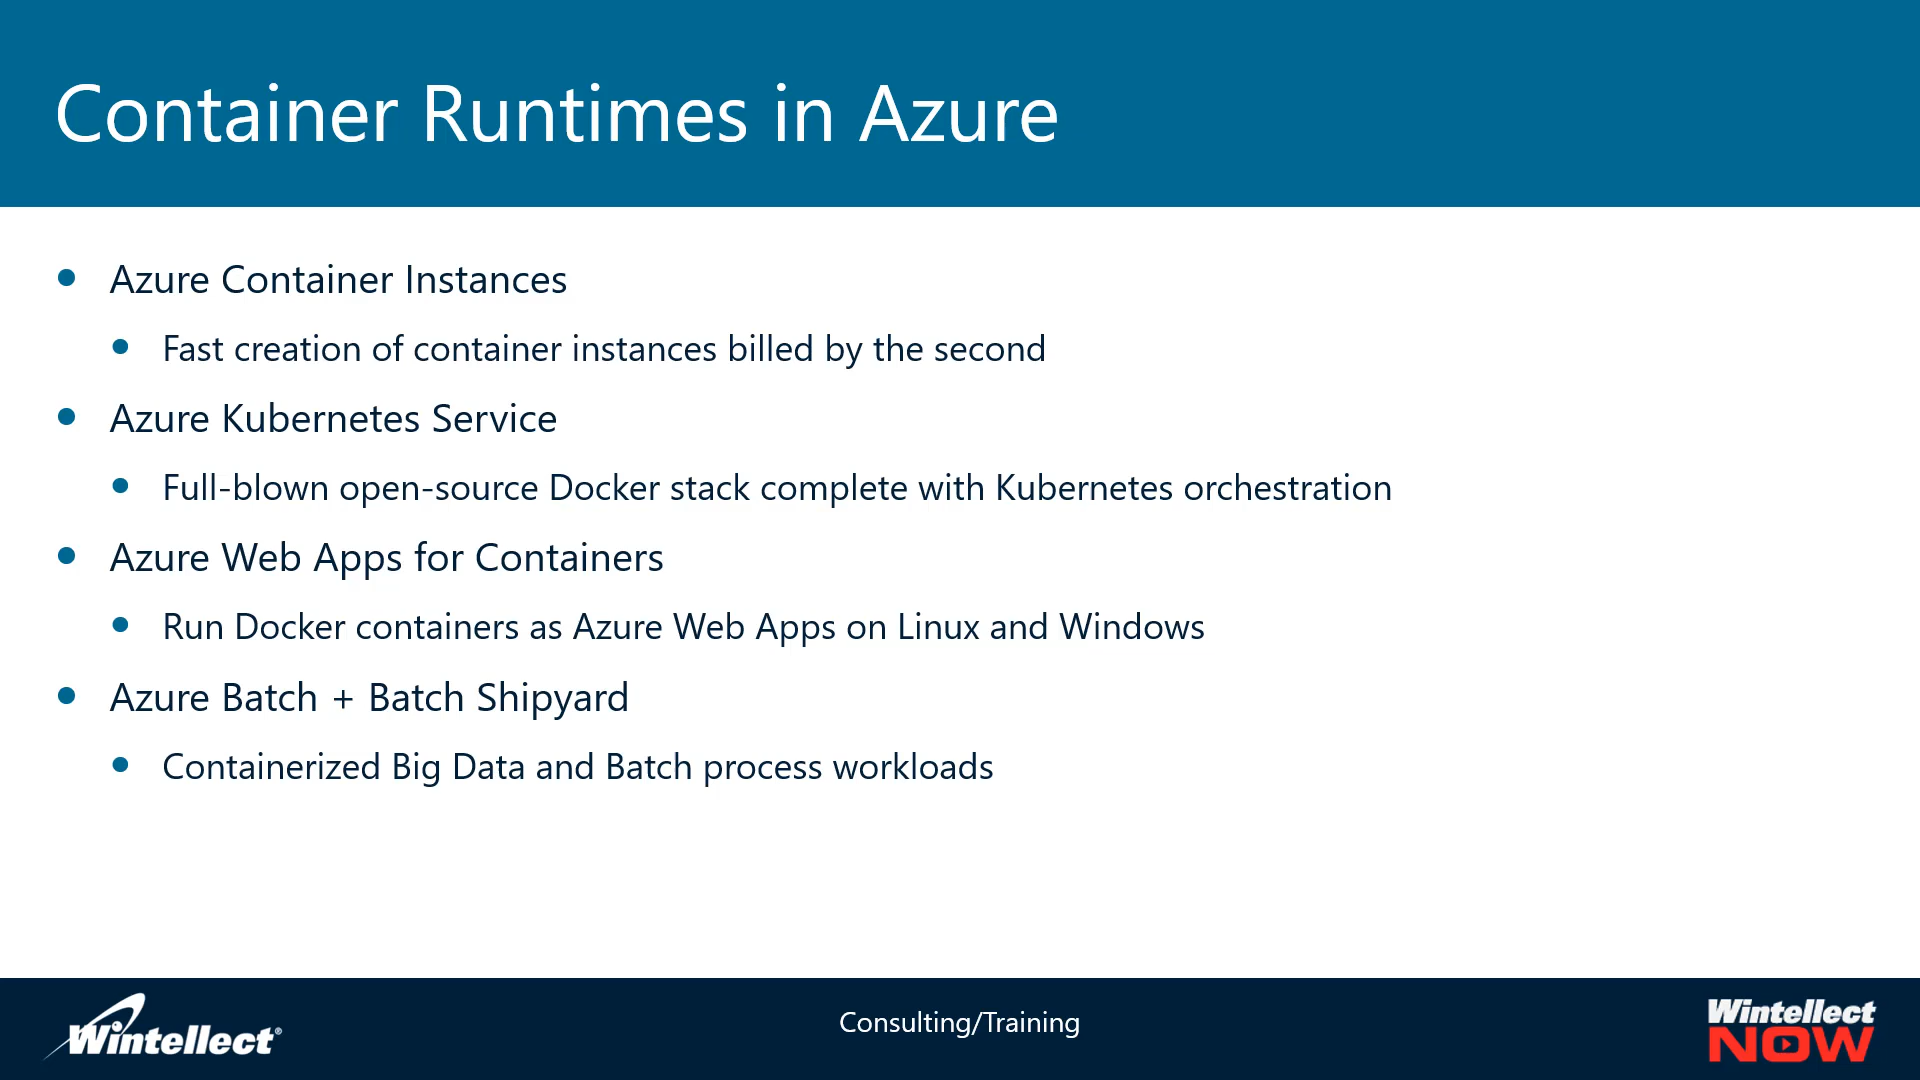 Container Runtimes in Azure
Azure Container Instances
Fast creation of container instances billed by the second
Azure Kubernetes Service
Full-blown open-source Docker stack complete with Kubernetes orchestration
Azure Web Apps for Containers
Run Docker containers as Azure Web Apps on Linux and Windows
Azure Batch + Batch Shipyard
Containerized Big Data and Batch process workloads
Wintellect®
Consulting/Training
Wintellect
NOW